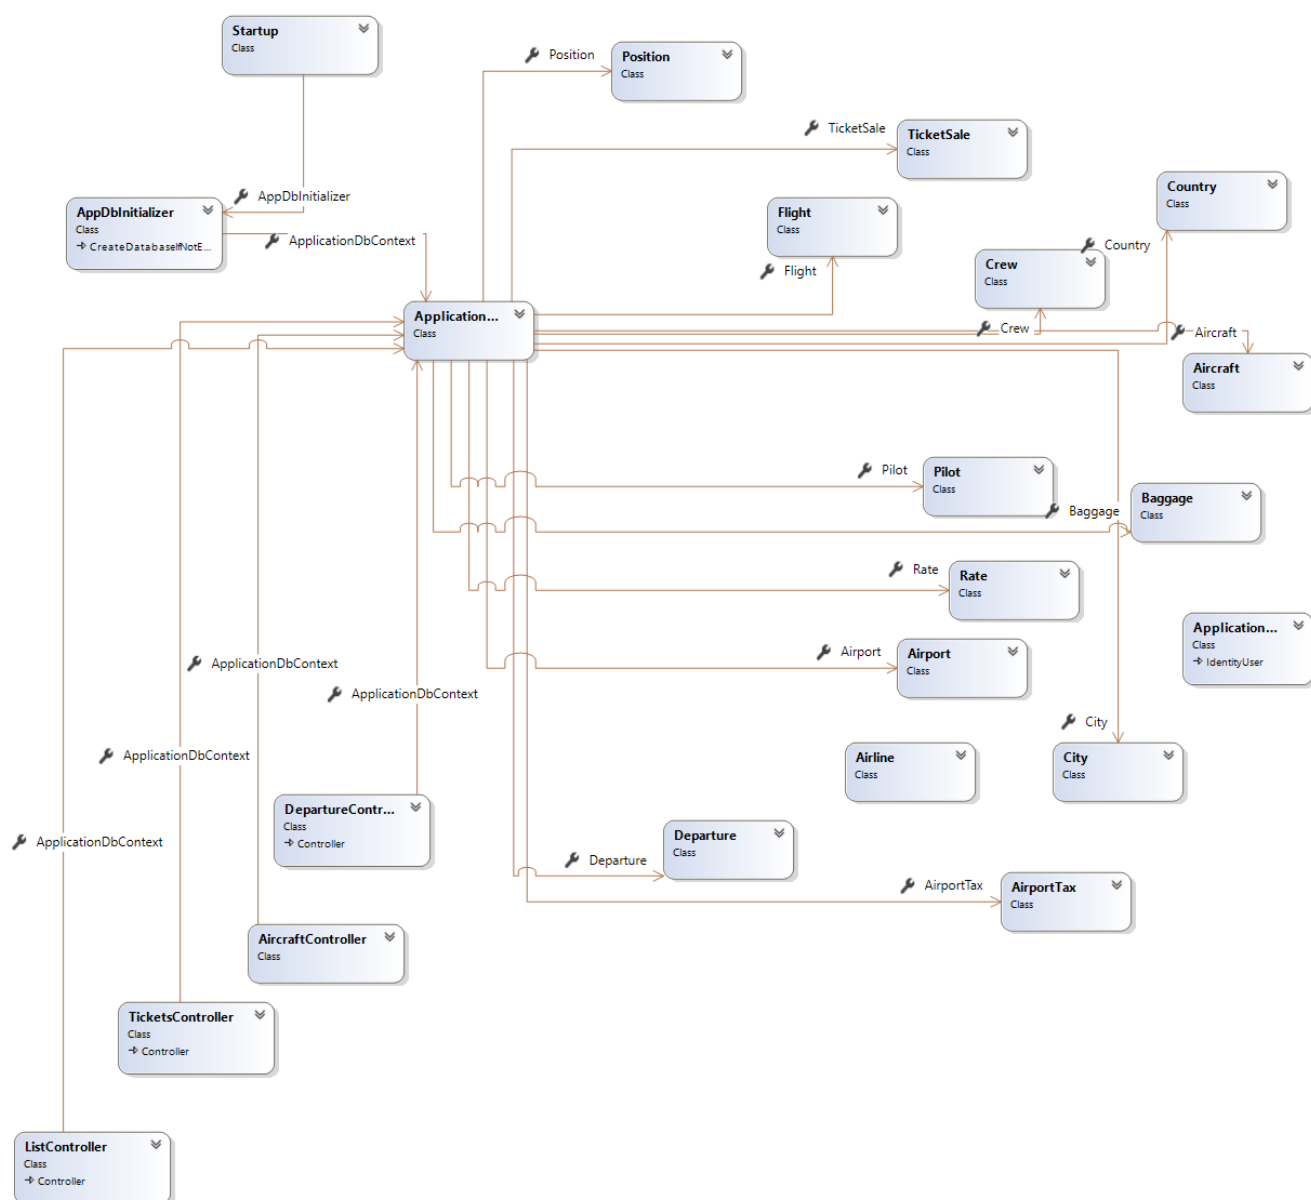 Startup
Class
Position
Position
Class
TicketSale
TicketSale
Class
Country
Class
AppDbInitializer
AppDbInitializer
Class
CreateDatabaseIfNotE...
ApplicationDbContext
Flight
Class
Flight
Country
Crew
Class
Crew
Application...
Class
Aircraft
Aircraft
Class
Pilot
Pilot
Class
Baggage
Baggage
Class
Rate
Rate
Class
Application...
Class
IdentityUser
Airport
Airport
Class
ApplicationDbContext
ApplicationDbContext
City
City
Class
Airline
Class
ApplicationDbContext
DepartureContr...
Class
Controller
ApplicationDbContext
Departure
Departure
Class
AirportTax
AirportTax
Class
AircraftController
Class
TicketsController
Class
Controller
ListController
Class
Controller